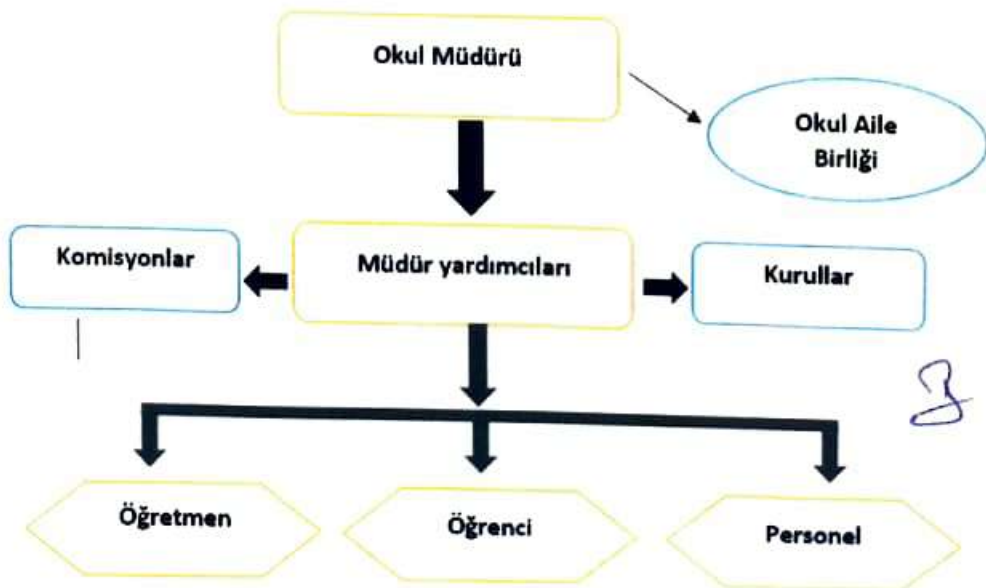 Okul Müdürü
Okul Aile
Birliği
Komisyonlar
Müdür yardımcıları
Kurullar
Öğretmen
Öğrenci
Personel